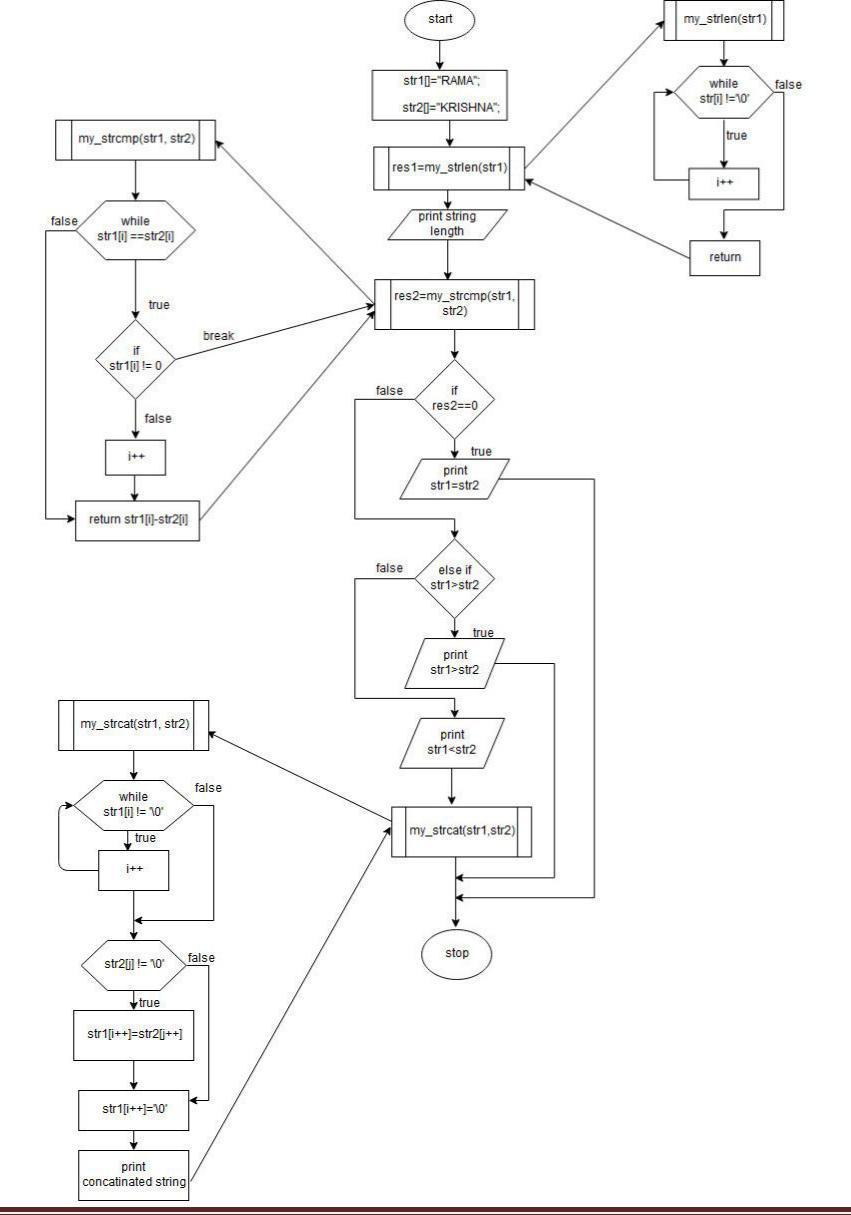 start
str1[]="RAMA";
str2[]="KRISHNA";
res1=my_strlen(str1)
print string
length
res2=my_strcmp(str1,
str2)
if
res2==0
false
true
print
str1=str2
else if
str1>str2
false
true
print
str1>str2
print
str1<str2
my_strcat(str1,str2)
stop
my_strlen(str1)
while
str[i] !='\0'
false
true
i++
return
my_strcmp(str1, str2)
while
str1[i] ==str2[i]
false
true
if
str1[i] != 0
break
false
i++
return str1[i]-str2[i]
my_strcat(str1, str2)
while
str1[i] != '\0'
false
true
i++
str2[j] != '\0'
false
true
str1[i++]=str2[j++]
str1[i++]='\0'
print
concatinated string